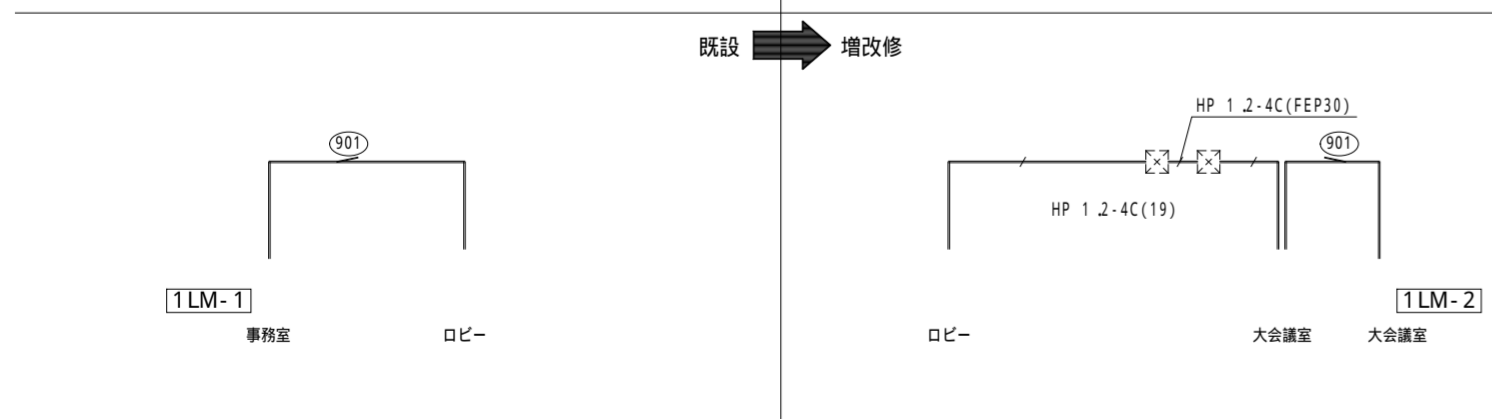 既設 増改修
HP 1.2-4C(FEP30)
901
901
HP 1.2-4C(19)
1LM-1
1LM-2
事務室 ロビー ロビー 大会議室 大会議室